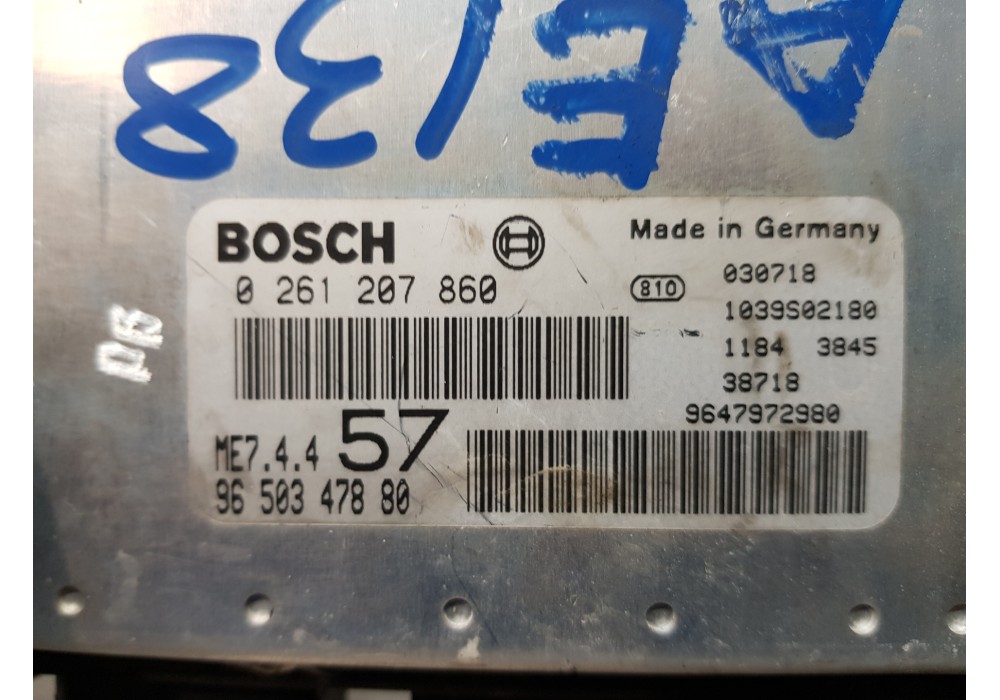 AE138
BOSCH
0 261 207 860
Made in Germany
810
030718
1039S02180
1184 3845
38718
9647972980
ME7.4.4 57
96 503 478 80